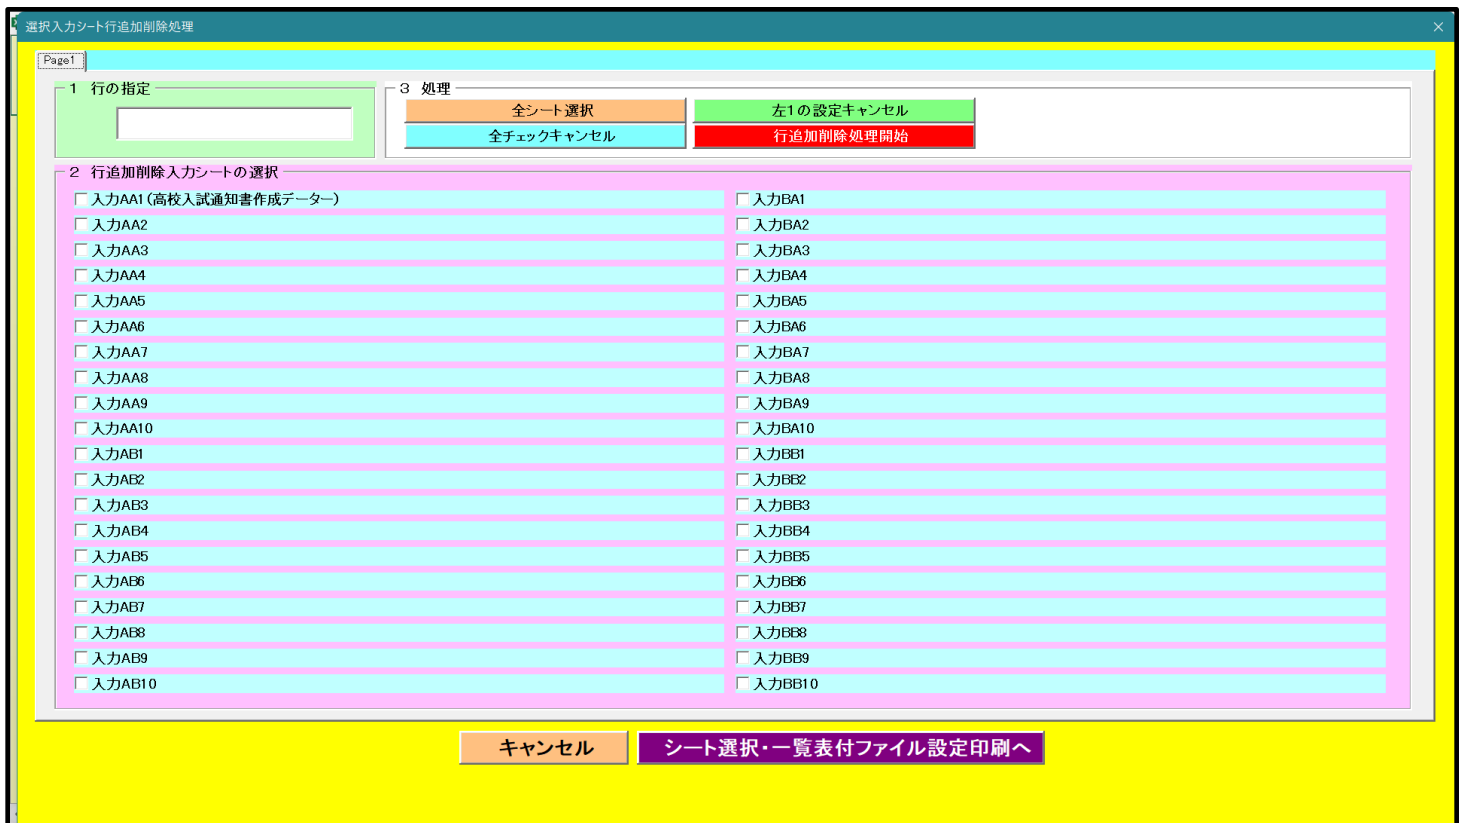 選択入力シート行追加削除処理
Page1
1 行の指定
3 処理
全シート選択
左1の設定キャンセル
全チェックキャンセル
行追加削除処理開始
2 行追加削除入力シートの選択
入力AA1(高校入試通知書作成データー)
入力BA1
入力AA2
入力BA2
入力AA3
入力BA3
入力AA4
入力BA4
入力AA5
入力BA5
入力AA6
入力BA6
入力AA7
入力BA7
入力AA8
入力BA8
入力AA9
入力BA9
入力AA10
入力BA10
入力AB1
入力BB1
入力AB2
入力BB2
入力AB3
入力BB3
入力AB4
入力BB4
入力AB5
入力BB5
入力AB6
入力BB6
入力AB7
入力BB7
入力AB8
入力BB8
入力AB9
入力BB9
入力AB10
入力BB10
キャンセル
シート選択・一覧表付ファイル設定印刷へ